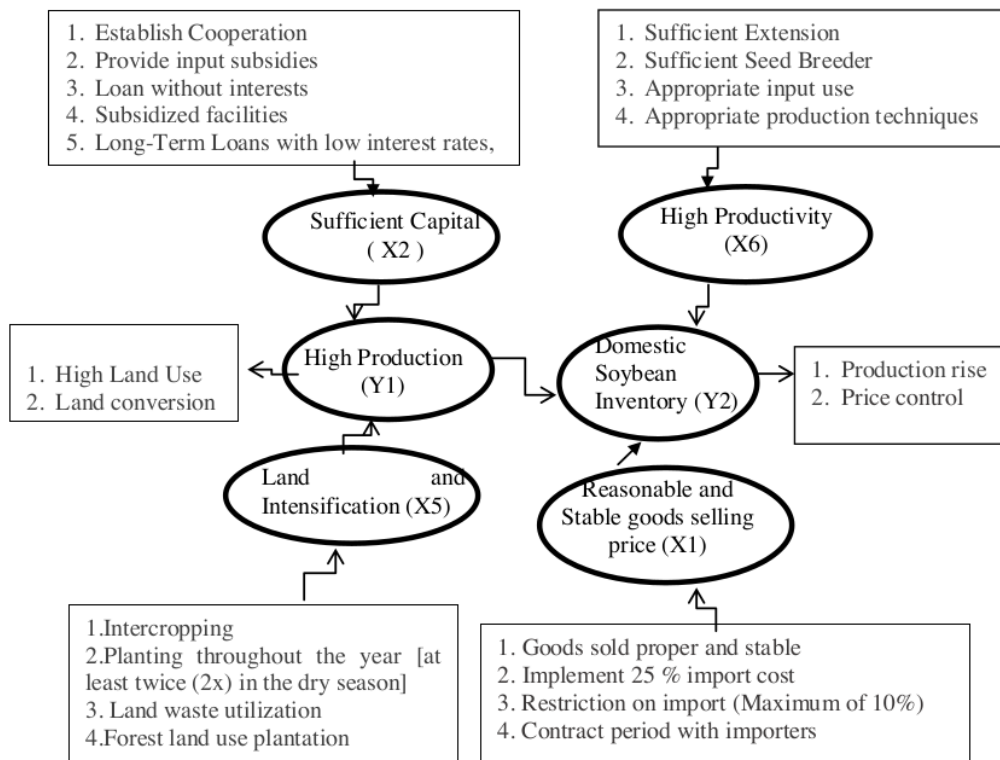 1. Establish Cooperation
2. Provide input subsidies
3. Loan without interests
4. Subsidized facilities
5. Long-Term Loans with low interest rates,
1. Sufficient Extension
2. Sufficient Seed Breeder
3. Appropriate input use
4. Appropriate production techniques
Sufficient Capital
( X2 )
High Productivity
(X6)
1. High Land Use
2. Land conversion
High Production
(Y1)
Domestic
Soybean
Inventory (Y2)
1. Production rise
2. Price control
Land and
Intensification (X5)
Reasonable and
Stable goods selling
price (X1)
1.Intercropping
2.Planting throughout the year [at
least twice (2x) in the dry season]
3. Land waste utilization
4.Forest land use plantation
1. Goods sold proper and stable
2. Implement 25 % import cost
3. Restriction on import (Maximum of 10%)
4. Contract period with importers